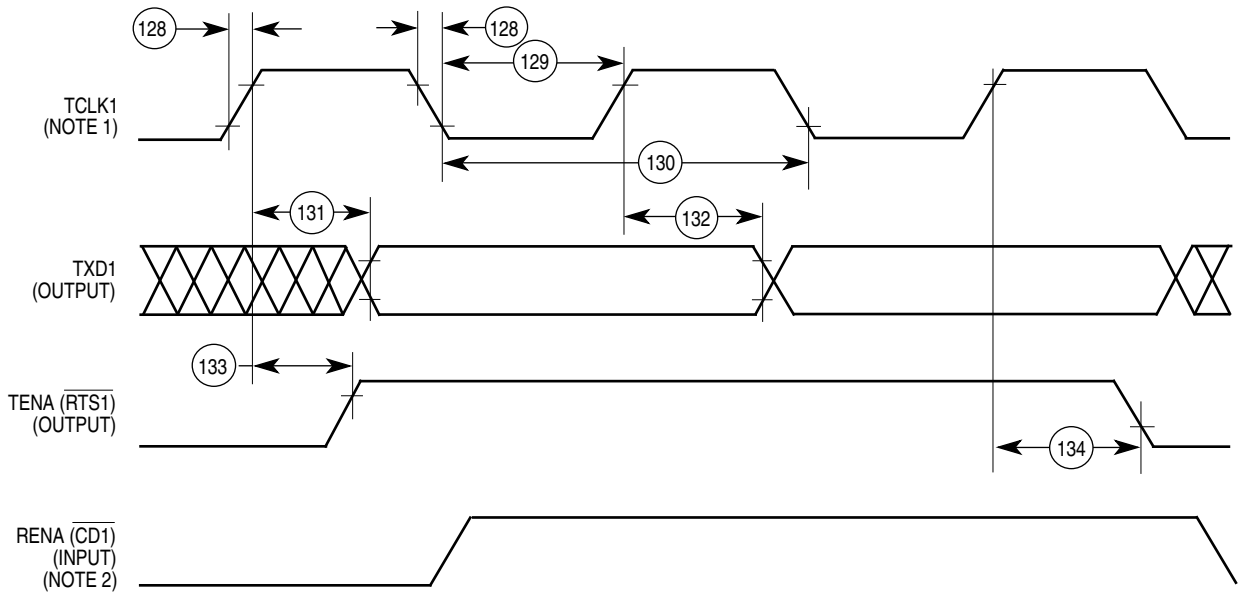 128
128
129
TCLK1
(NOTE 1)
130
131
132
TXD1
(OUTPUT)
133
TENA (RTS1)
(OUTPUT)
134
RENA (CD1)
(INPUT)
(NOTE 2)